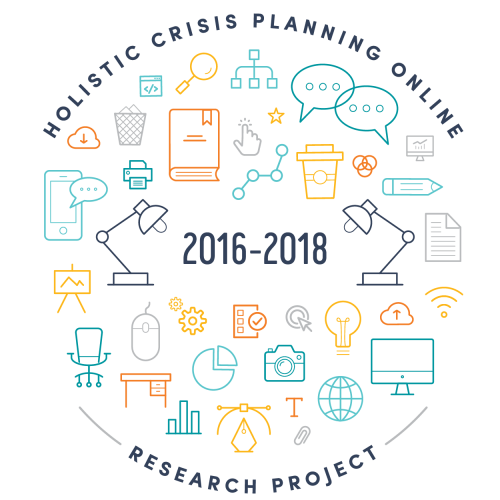 HOLISTIC CRISIS PLANNING ONLINE
</>
2016-2018
T
RESEARCH PROJECT